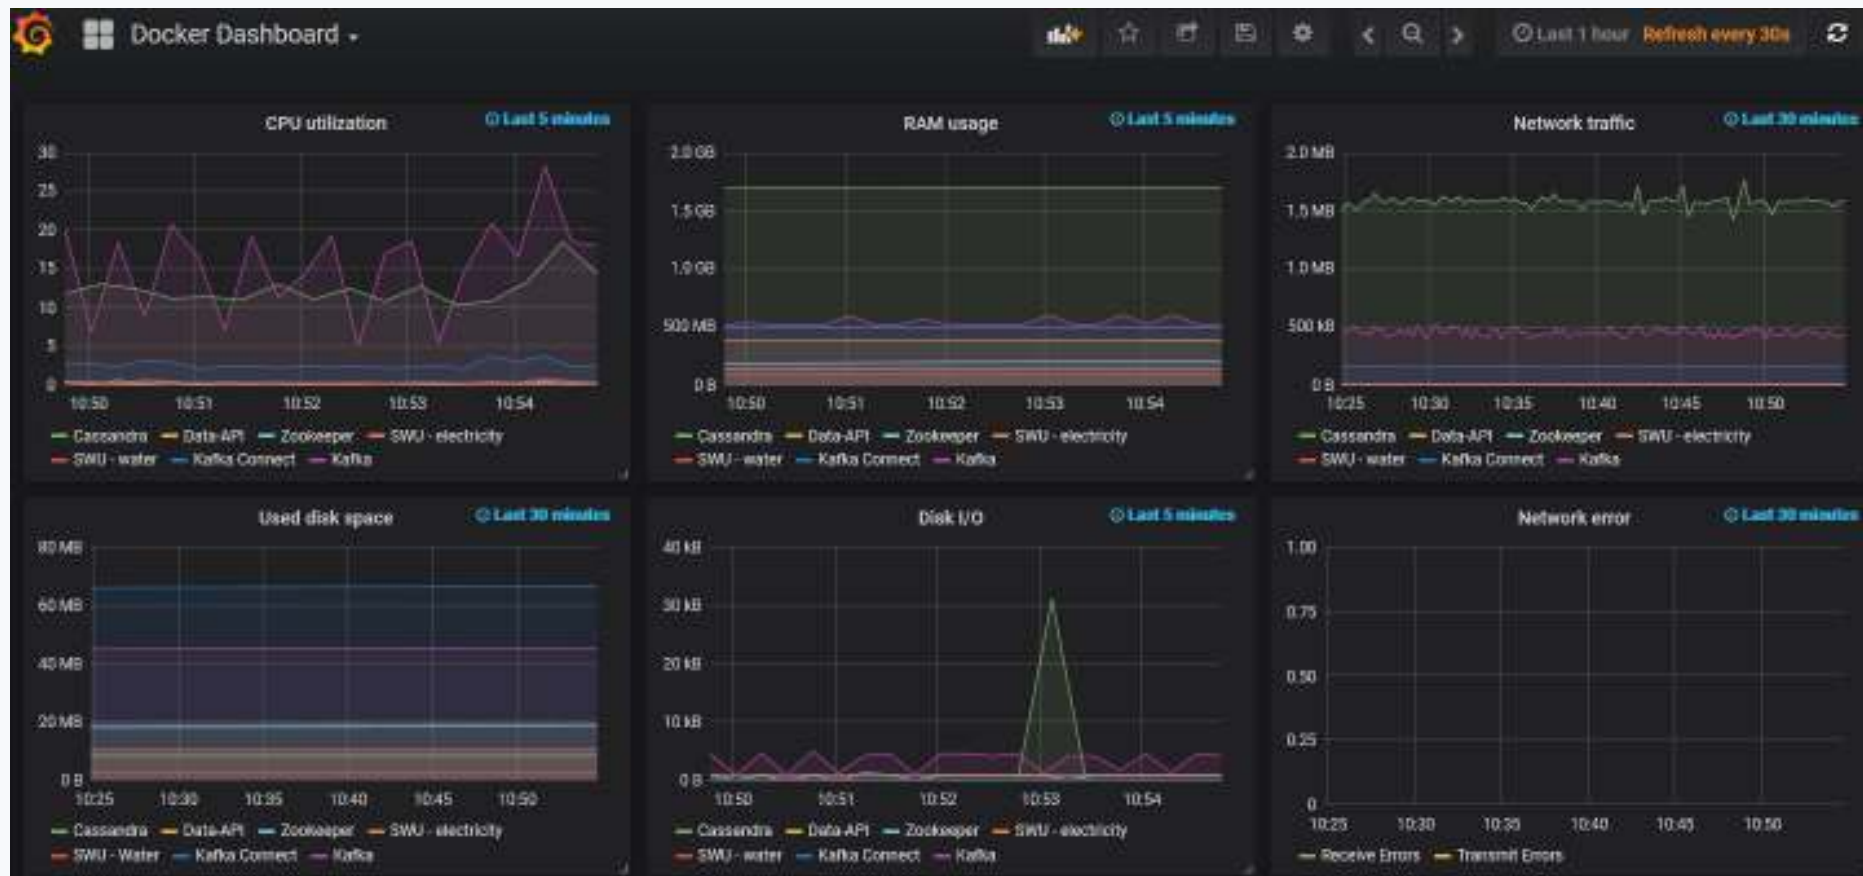 Docker Dashboard
Last 1 hour Refresh every 30s
CPU utilization
Last 5 minutes
30
25
20
15
10
5
0
10:50 10:51 10:52 10:53 10:54
Cassandra Data-API Zookeeper SWU - electricity
SWU - water Kafka Connect Kafka
RAM usage
Last 5 minutes
2.0 GB
1.5 GB
1.0 GB
500 MB
0 B
10:50 10:51 10:52 10:53 10:54
Cassandra Data-API Zookeeper SWU - electricity
SWU - water Kafka Connect Kafka
Network traffic
Last 30 minutes
2.0 MB
1.5 MB
1.0 MB
500 kB
0 B
10:25 10:30 10:35 10:40 10:45 10:50
Cassandra Data-API Zookeeper SWU - electricity
SWU - water Kafka Connect Kafka
Used disk space
Last 30 minutes
80 MB
60 MB
40 MB
20 MB
0 B
10:25 10:30 10:35 10:40 10:45 10:50
Cassandra Data-API Zookeeper SWU - electricity
SWU - Water Kafka Connect Kafka
Disk I/O
Last 5 minutes
40 kB
30 kB
20 kB
10 kB
0 B
10:50 10:51 10:52 10:53 10:54
Cassandra Data-API Zookeeper SWU - electricity
SWU - water Kafka Connect Kafka
Network error
Last 30 minutes
1.00
0.75
0.50
0.25
0
10:25 10:30 10:35 10:40 10:45 10:50
Receive Errors Transmit Errors